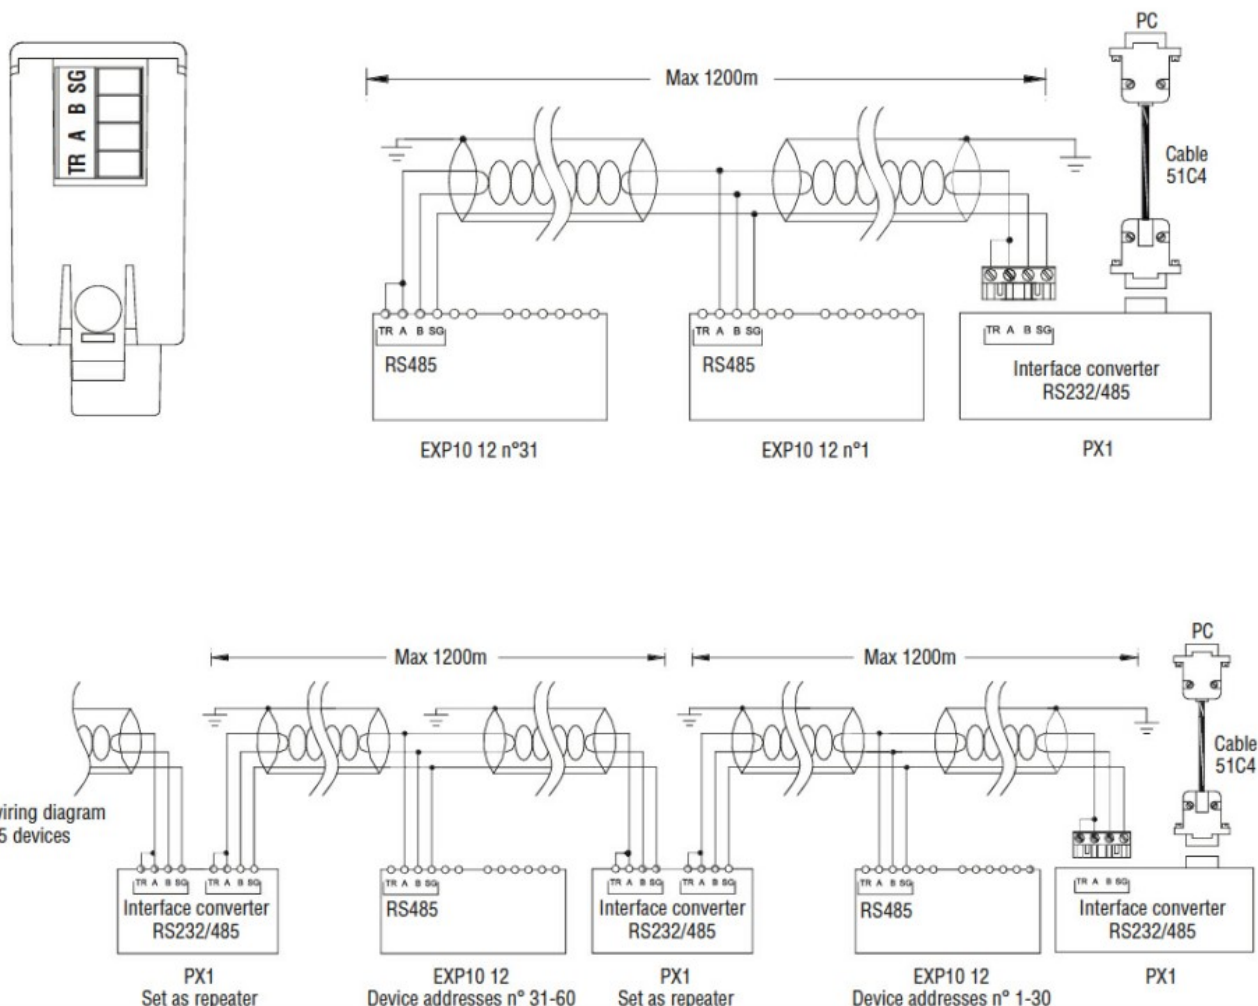 PC
Max 1200m
TR A B SG
Cable
51C4
TR A B SG
RS485
TR A B SG
RS485
TR A B SG
Interface converter
RS232/485
EXP10 12 n°31
EXP10 12 n°1
PX1
PC
Max 1200m
Max 1200m
Cable
51C4
wiring diagram
5 devices
TR A B SG
TR A B SG
Interface converter
RS232/485
TR A B SG
RS485
TR A B SG
TR A B SG
Interface converter
RS232/485
TR A B SG
RS485
TR A B SG
Interface converter
RS232/485
PX1
Set as repeater
EXP10 12
Device addresses n° 31-60
PX1
Set as repeater
EXP10 12
Device addresses n° 1-30
PX1